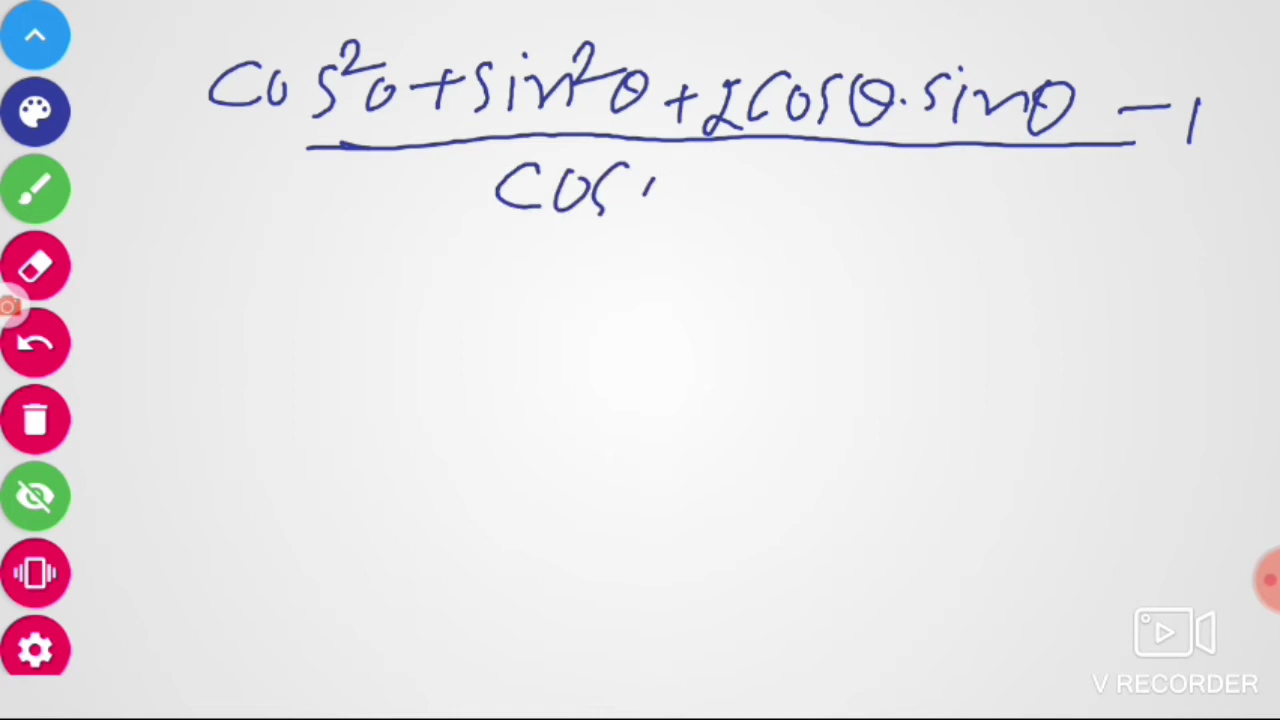 cos²θ + sin²θ + 2cosθ.sinθ - 1
cos
V RECORDER